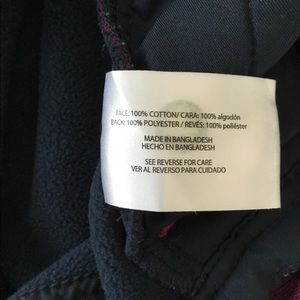 FACE: 100% COTTON/ CARA: 100% algodón
BACK: 100% POLYESTER / REVÉS: 100% poliéster
MADE IN BANGLADESH
HECHO EN BANGLADESH
SEE REVERSE FOR CARE
VER AL REVERSO PARA CUIDADO